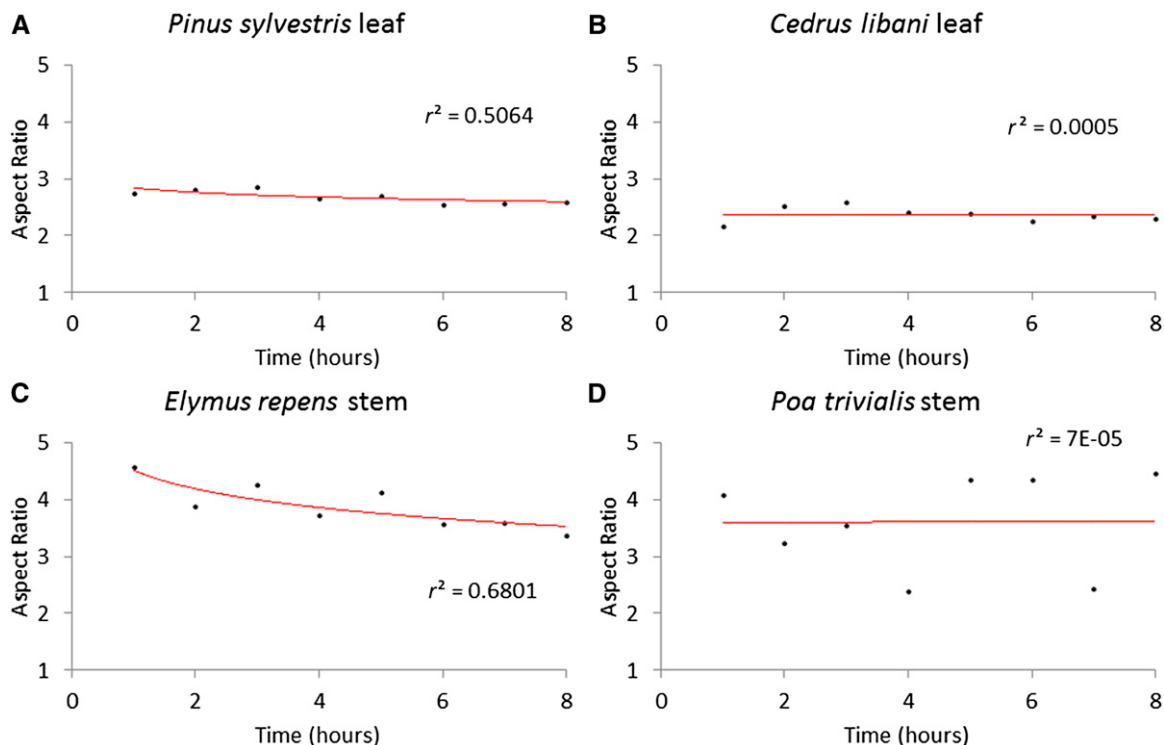 A
Pinus sylvestris leaf
5
4
3
2
1
Aspect Ratio
r² = 0.5064
0 2 4 6 8
Time (hours)
B
Cedrus libani leaf
5
4
3
2
1
Aspect Ratio
r² = 0.0005
0 2 4 6 8
Time (hours)
C
Elymus repens stem
5
4
3
2
1
Aspect Ratio
r² = 0.6801
0 2 4 6 8
Time (hours)
D
Poa trivialis stem
5
4
3
2
1
Aspect Ratio
r² = 7E-05
0 2 4 6 8
Time (hours)